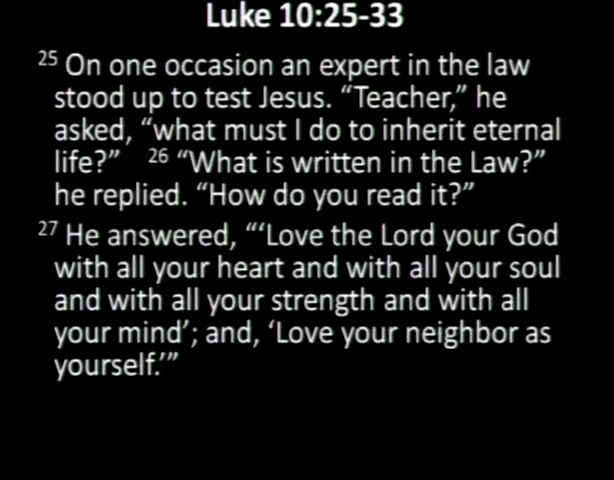 Luke 10:25-33
25 On one occasion an expert in the law
stood up to test Jesus. “Teacher,” he
asked, “what must I do to inherit eternal
life?” 26 “What is written in the Law?”
he replied. “How do you read it?”
27 He answered, “‘Love the Lord your God
with all your heart and with all your soul
and with all your strength and with all
your mind’; and, ‘Love your neighbor as
yourself.’”